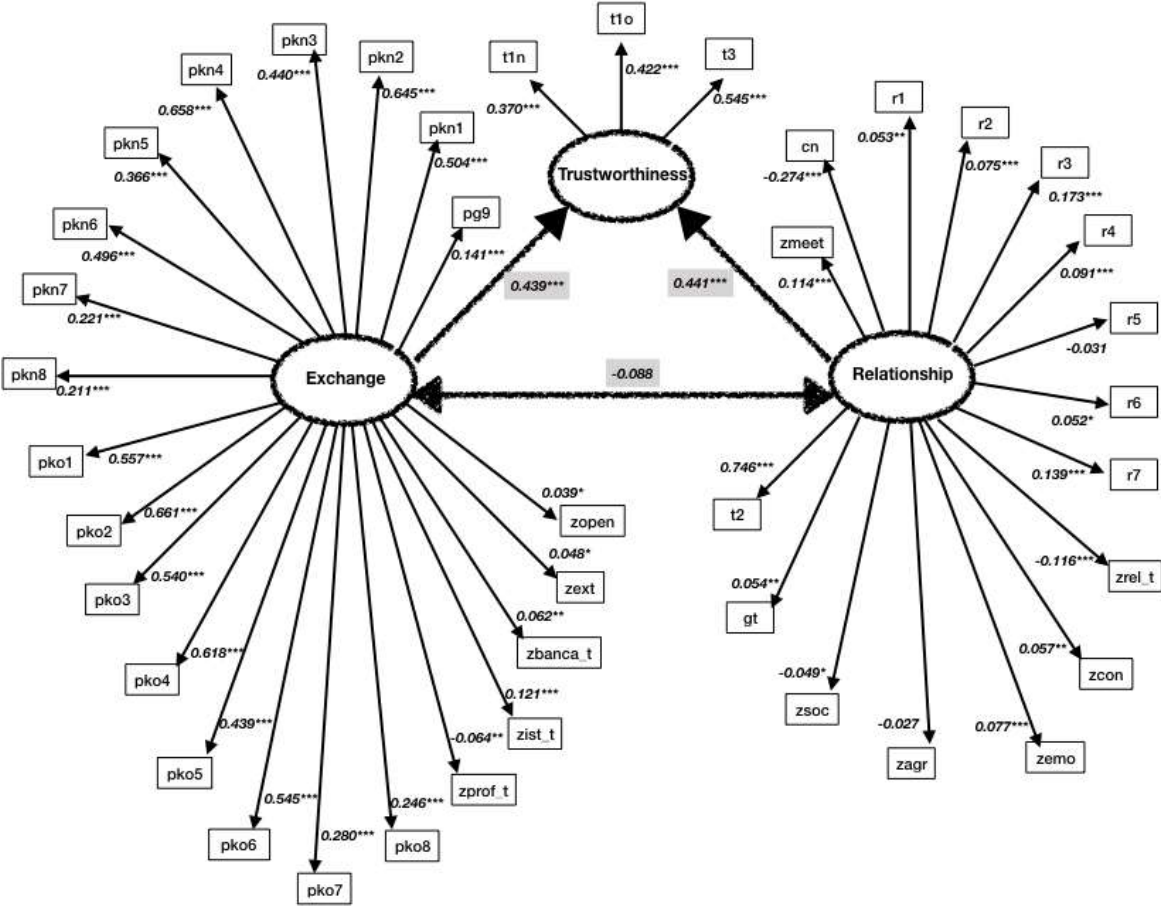 t1o
pkn3
pkn2
t1n
t3
pkn4
0.440***
0.422***
0.645***
0.370***
0.545***
r1
0.658***
pkn1
r2
pkn5
0.504***
cn
0.053**
0.075***
r3
0.366***
Trustworthiness
-0.274***
0.173***
pkn6
pg9
r4
0.496***
0.141***
zmeet
0.091***
pkn7
0.439***
0.441***
0.114***
0.221***
r5
-0.031
pkn8
Exchange
-0.088
Relationship
0.211***
r6
0.052*
pko1
0.557***
0.746***
0.139***
r7
pko2
0.661***
0.039*
zopen
t2
pko3
0.540***
0.048*
zext
0.054**
gt
-0.116***
zrel_t
pko4
0.618***
0.062**
zbanca_t
-0.049*
zsoc
0.057**
zcon
pko5
0.439***
0.121***
zist_t
-0.064**
-0.027
zagr
0.077***
zemo
zprof_t
pko6
0.545***
0.246***
pko8
0.280***
pko7